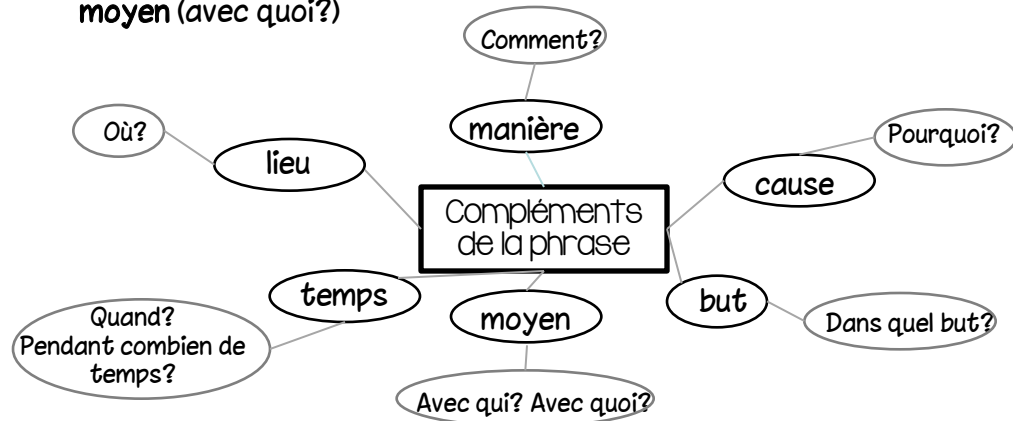 moyen (avec quoi?)
Comment?
manière
Où?
lieu
Pourquoi?
cause
Compléments
de la phrase
temps
Quand?
Pendant combien de
temps?
moyen
Avec qui? Avec quoi?
but
Dans quel but?